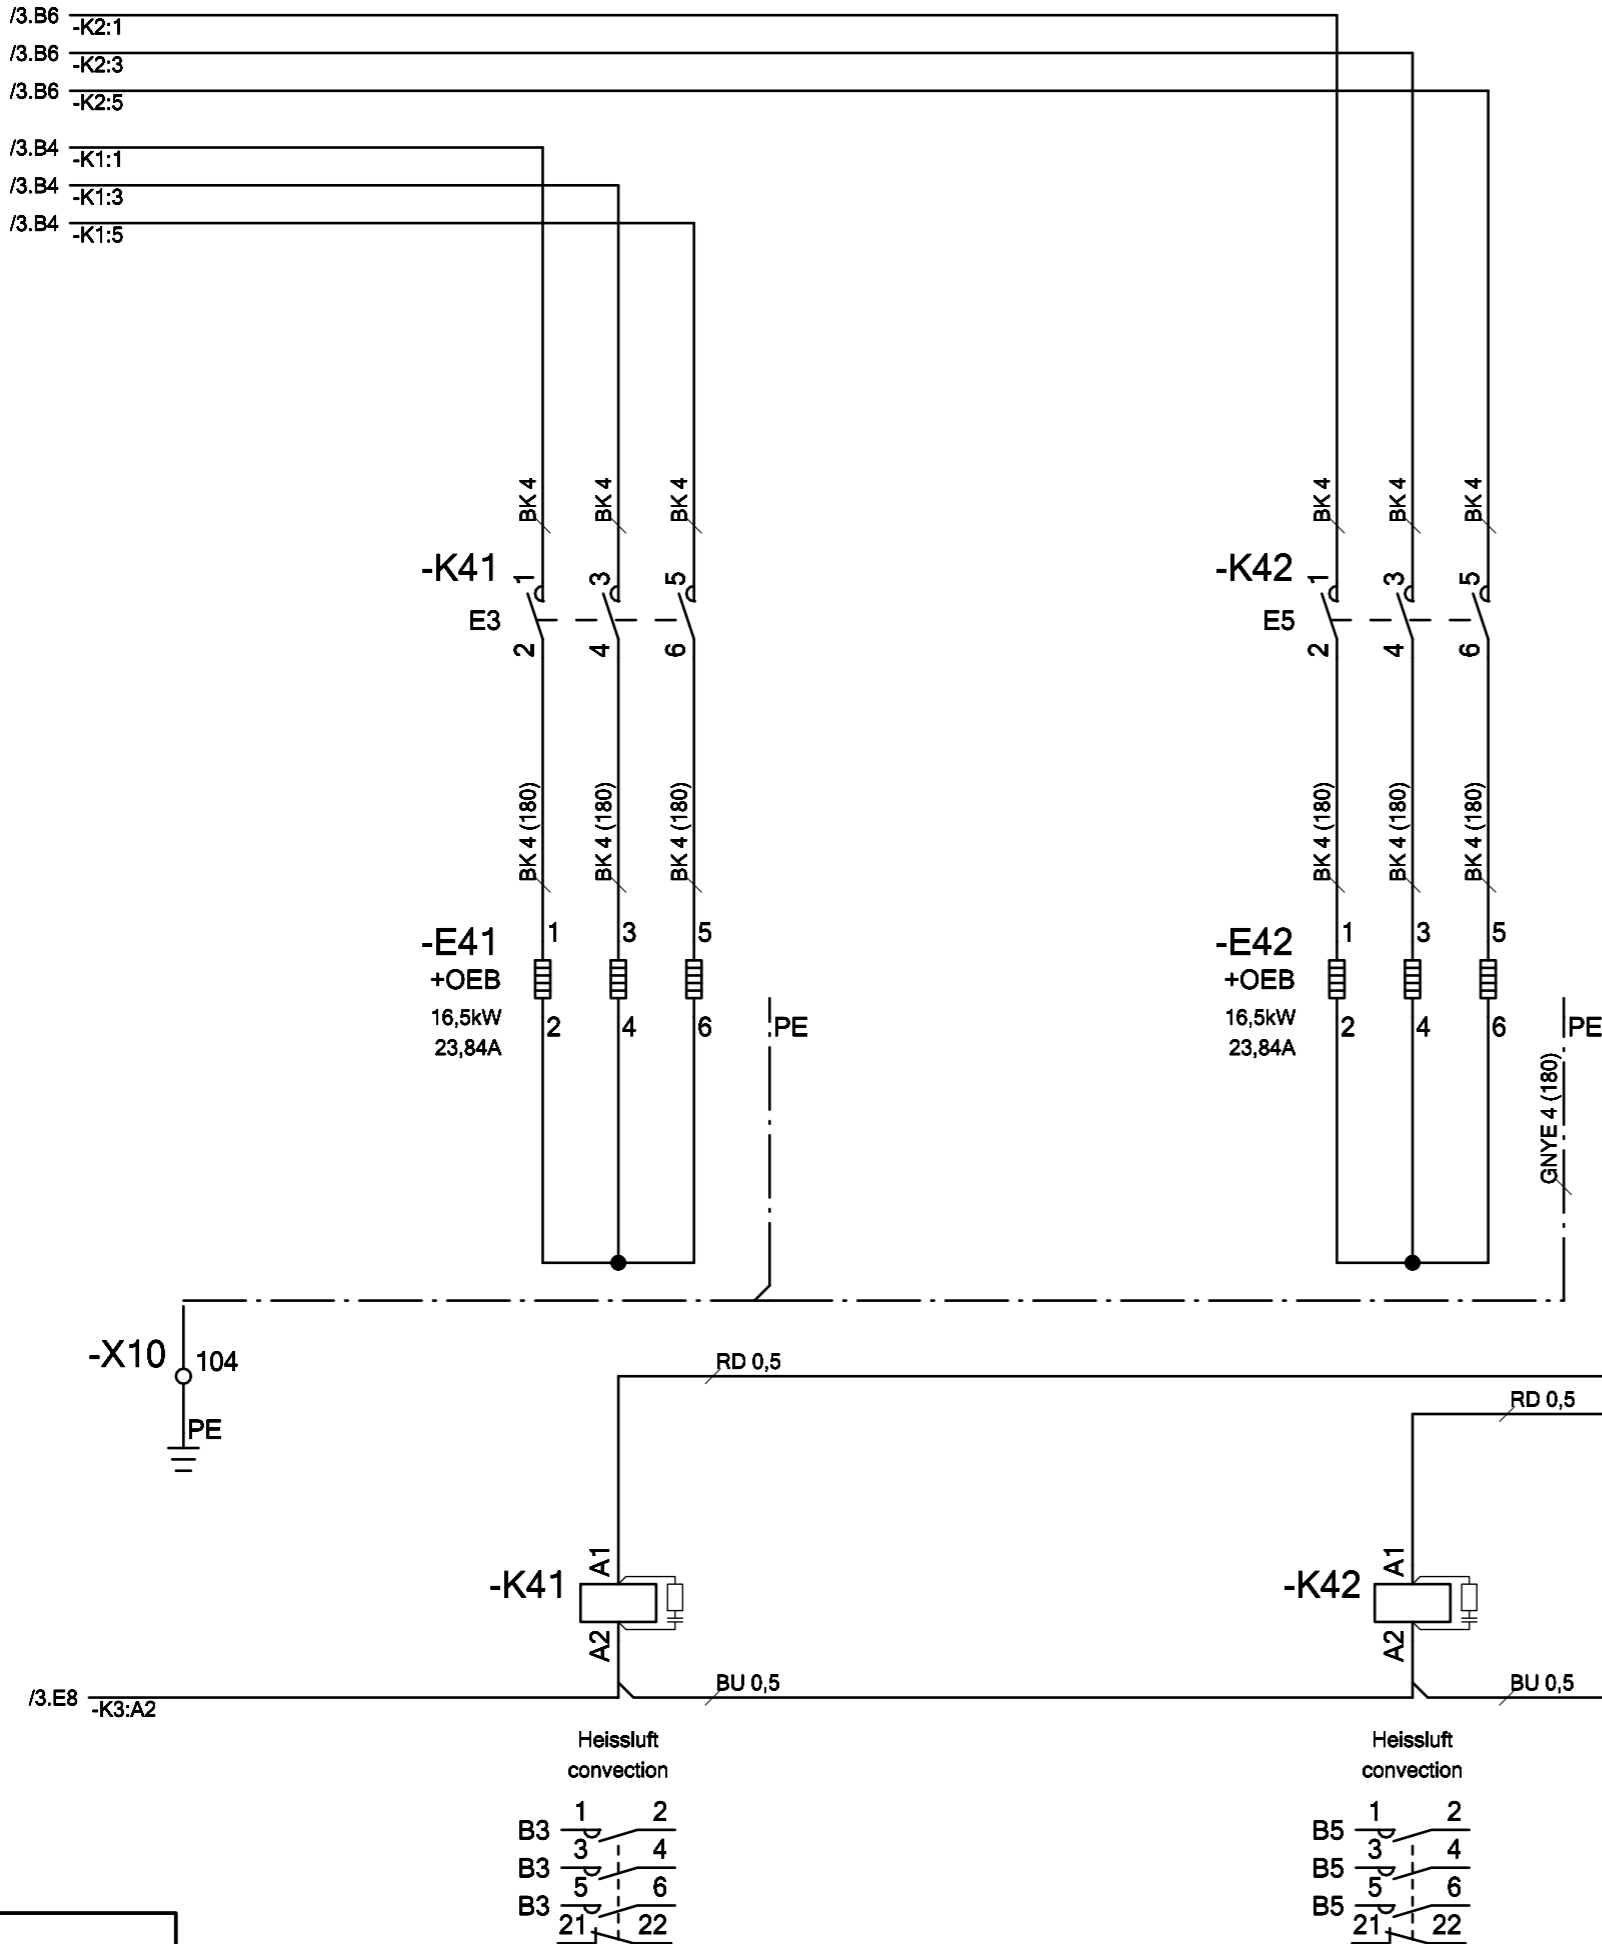 /3.B6 -K2:1
/3.B6 -K2:3
/3.B6 -K2:5
/3.B4 -K1:1
/3.B4 -K1:3
/3.B4 -K1:5
BK 4 BK 4 BK 4 BK 4 BK 4 BK 4
-K41 1 3 5 -K42 1 3 5
E3 E5
2 4 6 2 4 6
BK 4 (180) BK 4 (180) BK 4 (180) BK 4 (180) BK 4 (180) BK 4 (180)
-E41 1 3 5 -E42 1 3 5
+OEB +OEB
16,5kW 2 4 6 PE 16,5kW 2 4 6 PE
23,84A 23,84A
GNYE 4 (180)
-X10 104
RD 0,5
RD 0,5
PE
A1 A1
-K41 -K42
A2 A2
/3.E8 -K3:A2 BU 0,5 BU 0,5
Heissluft Heissluft
convection convection
1 2 1 2
B3 B5
3 4 3 4
B3 B5
5 6 5 6
B3 B5
21 22 21 22